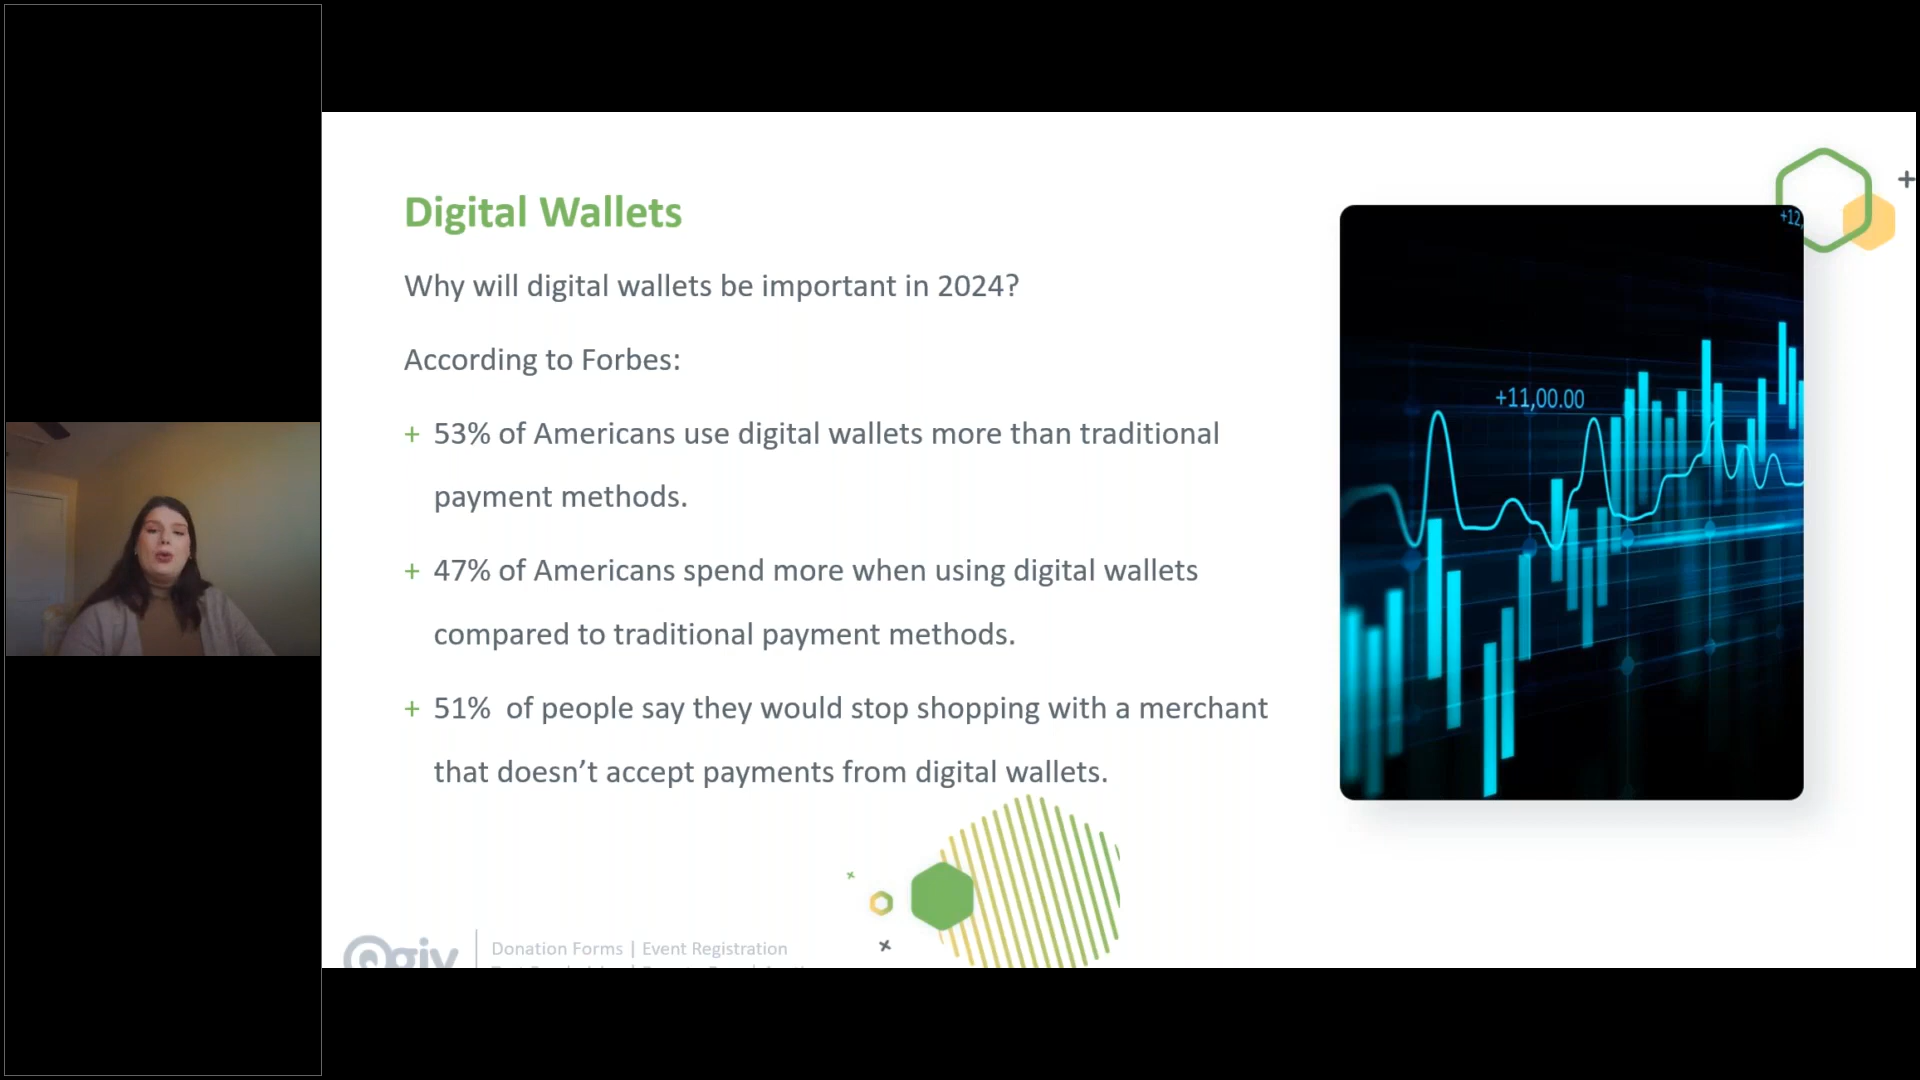 Digital Wallets
Why will digital wallets be important in 2024?
According to Forbes:
+ 53% of Americans use digital wallets more than traditional
payment methods.
+ 47% of Americans spend more when using digital wallets
compared to traditional payment methods.
+ 51% of people say they would stop shopping with a merchant
that doesn’t accept payments from digital wallets.
+12,
+11,00.00
Qgiv
Donation Forms | Event Registration